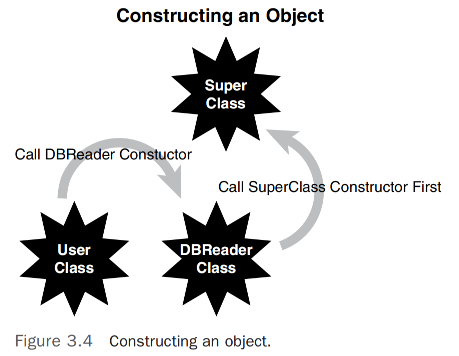 Constructing an Object
Super
Class
Call DBReader Constuctor
Call SuperClass Constructor First
User
Class
DBReader
Class
Figure 3.4 Constructing an object.